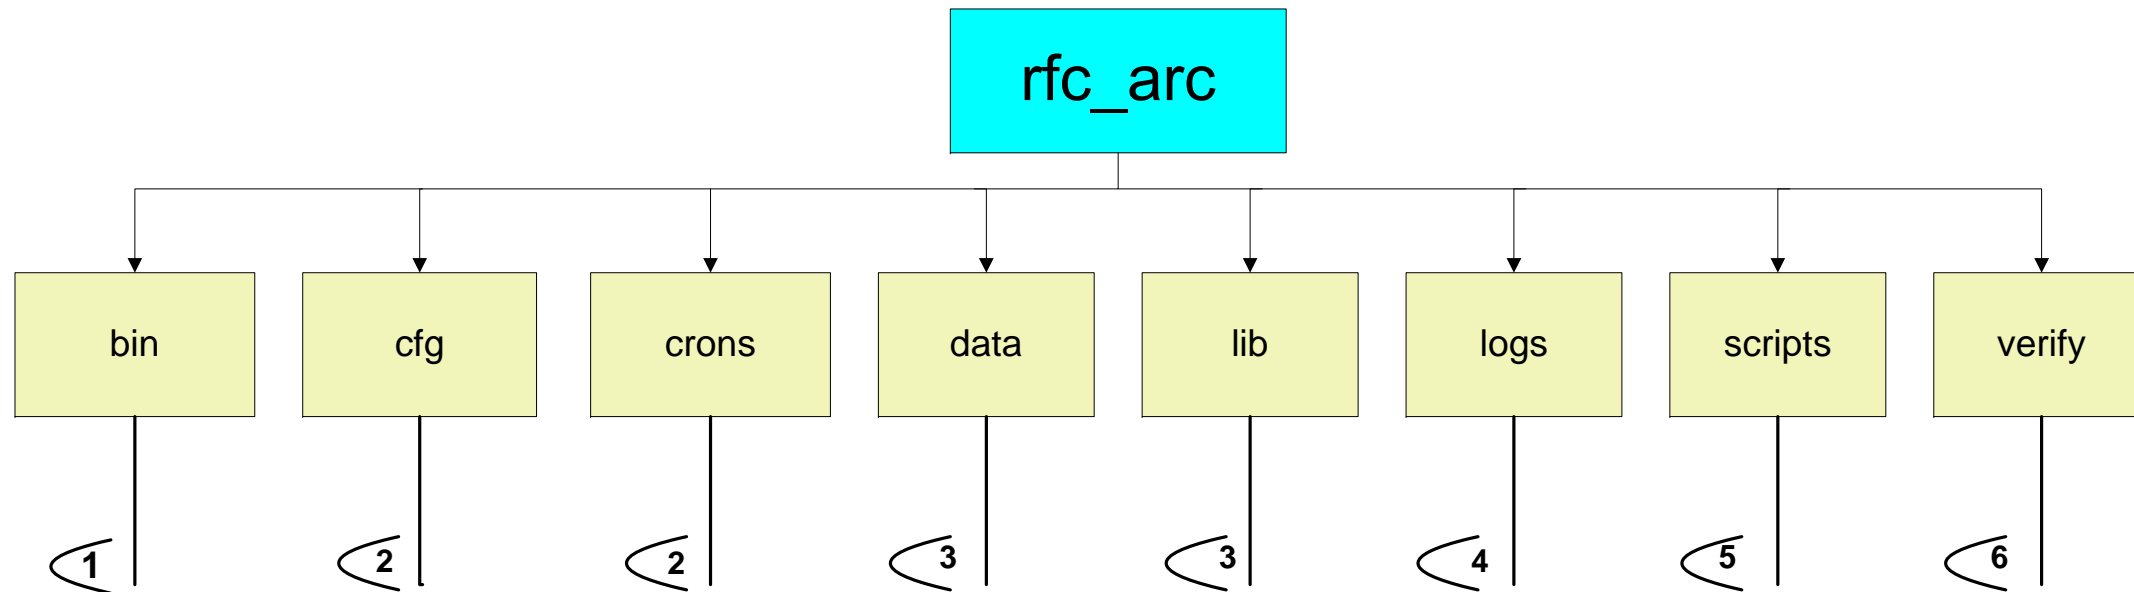 rfc_arc
bin
cfg
crons
data
lib
logs
scripts
verify
1
2
2
3
3
4
5
6